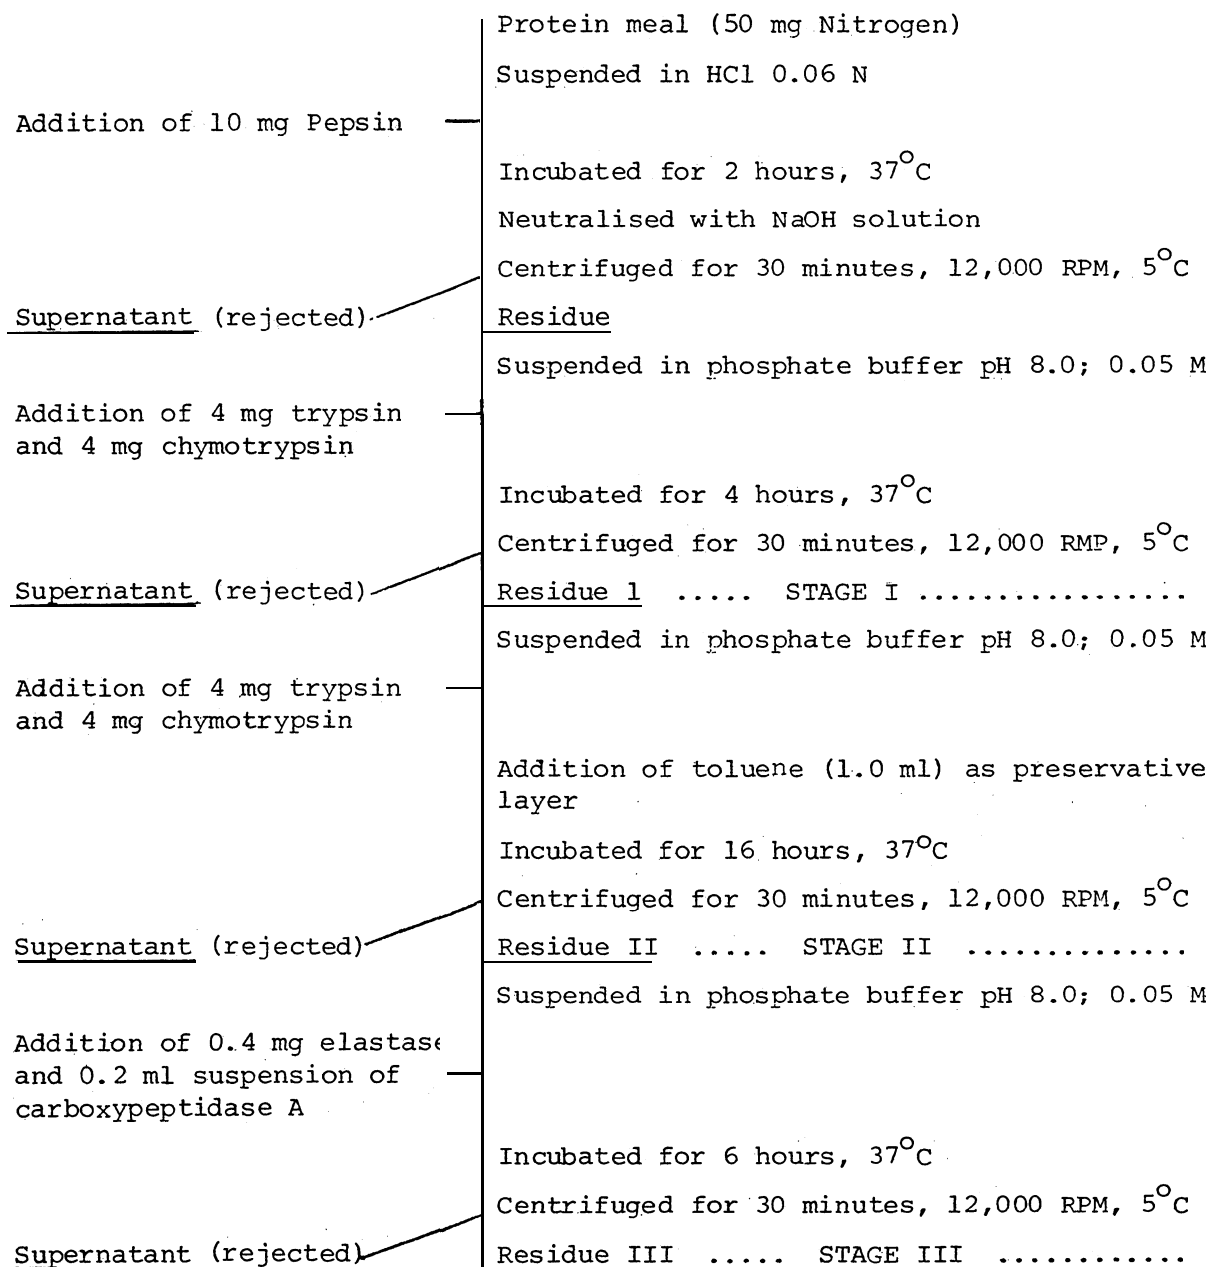 Protein meal (50 mg Nitrogen)
Suspended in HCl 0.06 N
Addition of 10 mg Pepsin
Incubated for 2 hours, 37°C
Neutralised with NaOH solution
Centrifuged for 30 minutes, 12,000 RPM, 5°C
Supernatant (rejected)
Residue
Suspended in phosphate buffer pH 8.0; 0.05 M
Addition of 4 mg trypsin
and 4 mg chymotrypsin
Incubated for 4 hours, 37°C
Centrifuged for 30 minutes, 12,000 RMP, 5°C
Supernatant (rejected)
Residue 1 ..... STAGE I .................
Suspended in phosphate buffer pH 8.0; 0.05 M
Addition of 4 mg trypsin
and 4 mg chymotrypsin
Addition of toluene (1.0 ml) as preservative
layer
Incubated for 16 hours, 37°C
Centrifuged for 30 minutes, 12,000 RPM, 5°C
Supernatant (rejected)
Residue II ..... STAGE II ..............
Suspended in phosphate buffer pH 8.0; 0.05 M
Addition of 0.4 mg elastase
and 0.2 ml suspension of
carboxypeptidase A
Incubated for 6 hours, 37°C
Centrifuged for 30 minutes, 12,000 RPM, 5°C
Supernatant (rejected)
Residue III ..... STAGE III ............